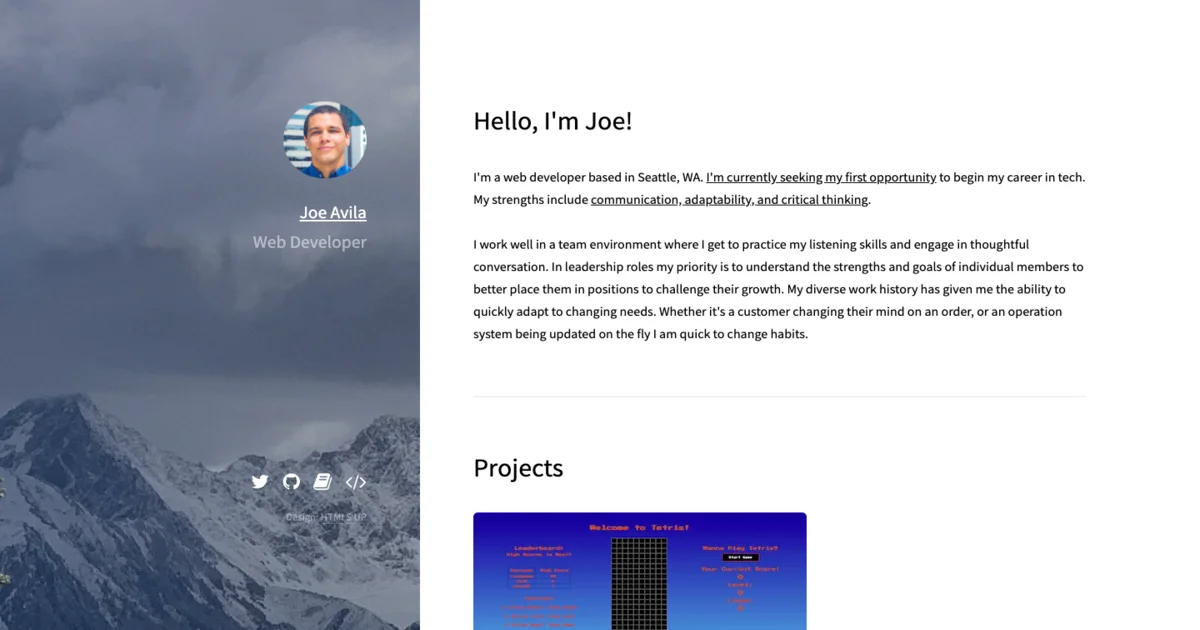 Joe Avila
Web Developer
Design: HTML5 UP
Hello, I'm Joe!
I'm a web developer based in Seattle, WA. I'm currently seeking my first opportunity to begin my career in tech.
My strengths include communication, adaptability, and critical thinking.
I work well in a team environment where I get to practice my listening skills and engage in thoughtful
conversation. In leadership roles my priority is to understand the strengths and goals of individual members to
better place them in positions to challenge their growth. My diverse work history has given me the ability to
quickly adapt to changing needs. Whether it's a customer changing their mind on an order, or an operation
system being updated on the fly I am quick to change habits.
Projects
Welcome to Tetris!
Leaderboard!
Wanna Play Tetris?
Start Game
Your Current Score!
0
Level:
0
0